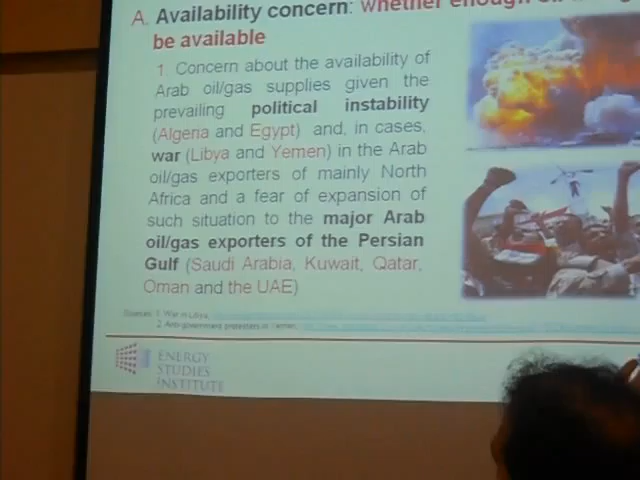 A. Availability concern: whether enough
be available
1. Concern about the availability of
Arab oil/gas supplies given the
prevailing political instability
(Algeria and Egypt) and, in cases,
war (Libya and Yemen) in the Arab
oil/gas exporters of mainly North
Africa and a fear of expansion of
such situation to the major Arab
oil/gas exporters of the Persian
Gulf (Saudi Arabia, Kuwait, Qatar,
Oman and the UAE)
Sources: 1. War in Libya,
2. Anti-government protesters in Yemen,
ENERGY
STUDIES
INSTITUTE